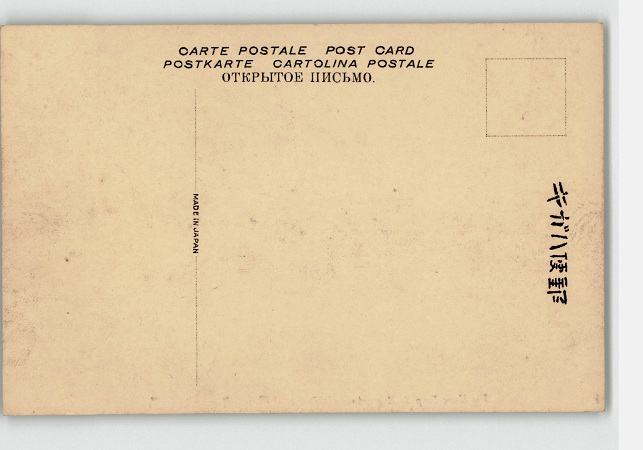 CARTE POSTALE POST CARD
POSTKARTE CARTOLINA POSTALE
ОТКРЫТОЕ ПИСЬМО.
MADE IN JAPAN
キガハ便郵